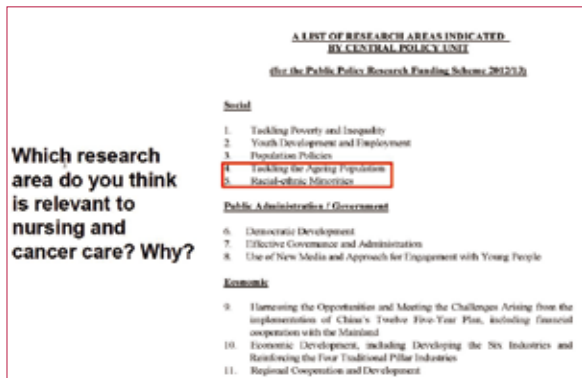 A LIST OF RESEARCH AREAS INDICATED
BY CENTRAL POLICY UNIT
(for the Public Policy Research Funding Scheme 2012/13)
Social
1. Tackling Poverty and Inequality
2. Youth Development and Employment
3. Population Policies
4. Tackling the Ageing Population
5. Racial-ethnic Minorities
Public Administration / Government
6. Democratic Development
7. Effective Governance and Administration
8. Use of New Media and Approach for Engagement with Young People
Economic
9. Harnessing the Opportunities and Meeting the Challenges Arising from the
implementation of China's Twelve Five-Year Plan, including financial
cooperation with the Mainland
10. Economic Development, including Developing the Six Industries and
Reinforcing the Four Traditional Pillar Industries
11. Regional Cooperation and Development
Which research
area do you think
is relevant to
nursing and
cancer care? Why?